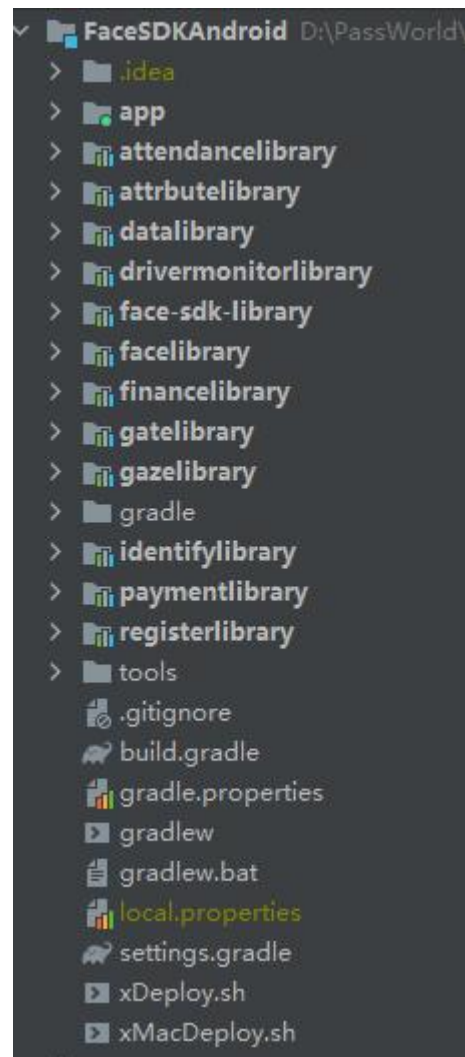 FaceSDKAndroid D:\PassWorld\
.idea
app
attendancelibrary
attrbutelibrary
datalibrary
drivermonitorlibrary
face-sdk-library
facelibrary
financelibrary
gatelibrary
gazelibrary
gradle
identifylibrary
paymentlibrary
registerlibrary
tools
.gitignore
build.gradle
gradle.properties
gradlew
gradlew.bat
local.properties
settings.gradle
xDeploy.sh
xMacDeploy.sh